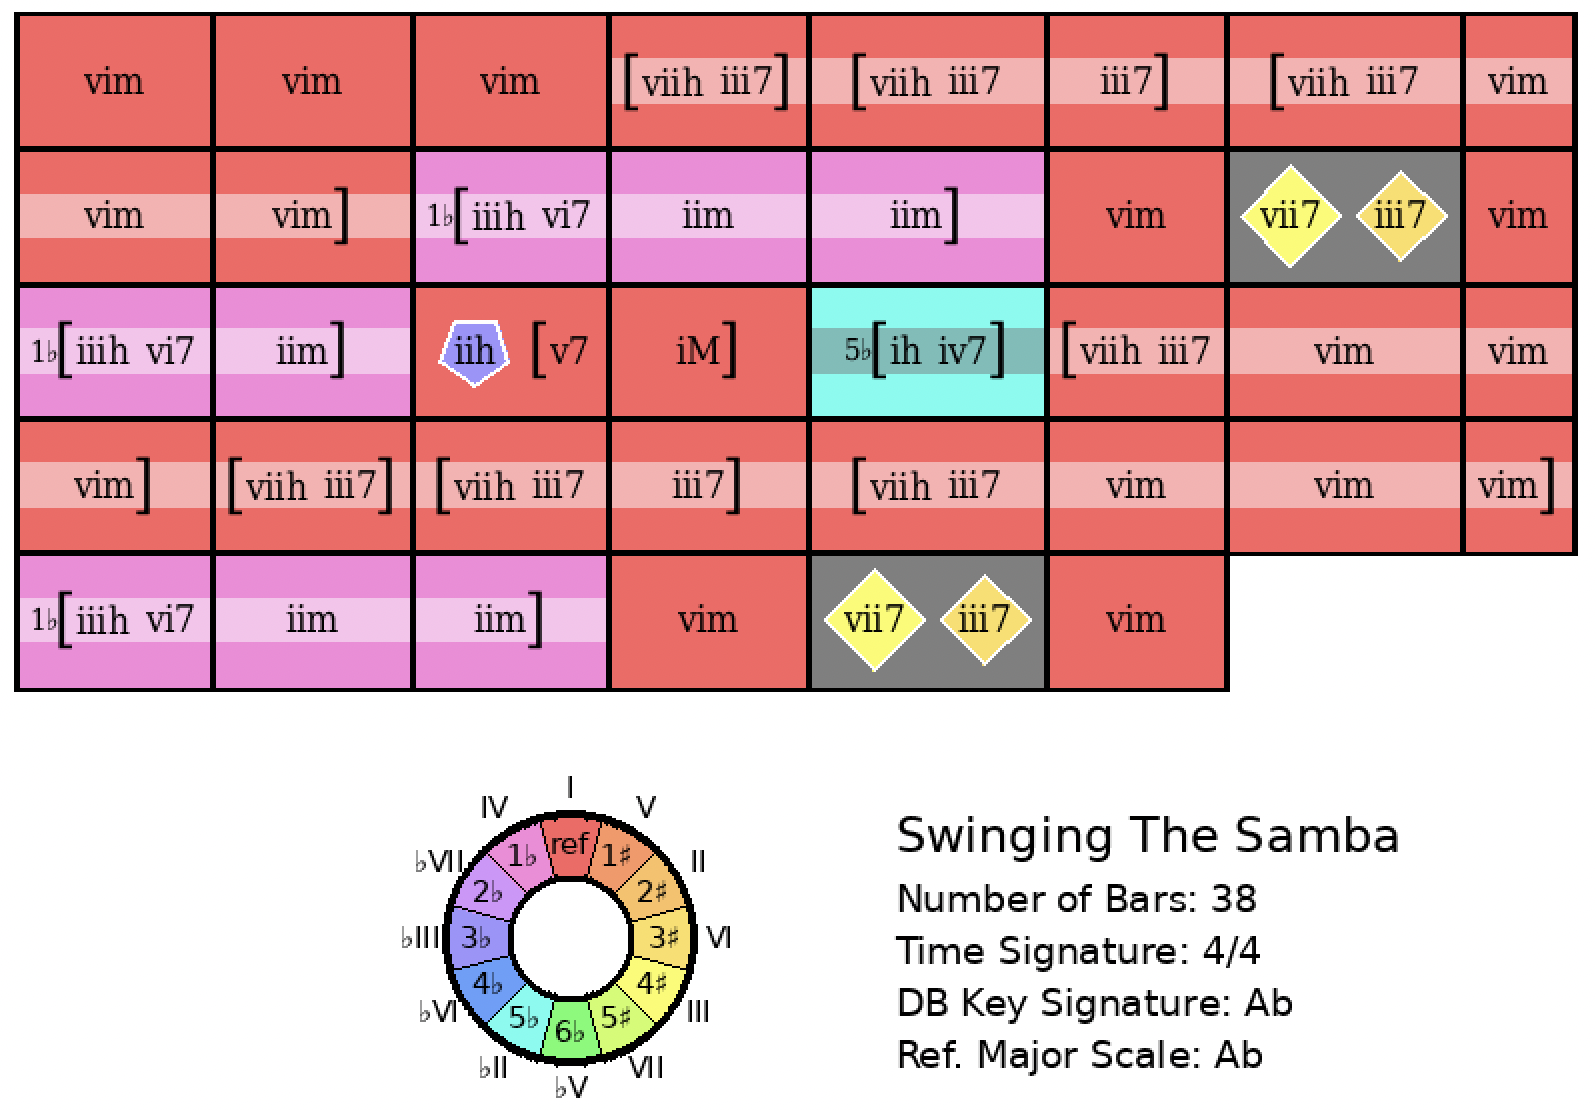 vim vim vim [viih iii7] [viih iii7 iii7] [viih iii7 vim
vim vim] 1♭[iiih vi7 iim iim] vim vii7 iii7 vim
1♭[iiih vi7 iim] iih [v7 iM] 5♭[ih iv7] [viih iii7 vim vim
vim] [viih iii7] [viih iii7 iii7] [viih iii7 vim vim vim]
1♭[iiih vi7 iim iim] vim vii7 iii7 vim
I
IV V
ref
1♭ 1♯
♭VII II
2♭ 2♯
♭III 3♭ 3♯ VI
4♭ 4♯
♭VI III
5♭ 5♯
6♭
♭II VII
♭V
Swinging The Samba
Number of Bars: 38
Time Signature: 4/4
DB Key Signature: Ab
Ref. Major Scale: Ab